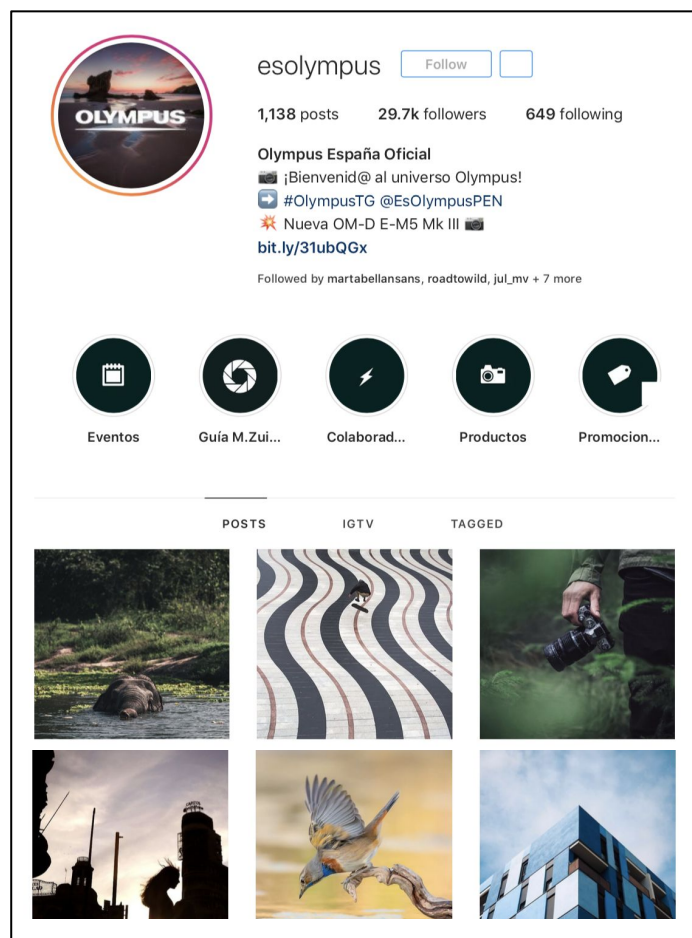 OLYMPUS
esolympus Follow
1,138 posts 29.7k followers 649 following
Olympus España Oficial
¡Bienvenid@ al universo Olympus!
#OlympusTG @EsOlympusPEN
Nueva OM-D E-M5 Mk III
bit.ly/31ubQGx
Followed by martabellansans, roadtowild, jul_mv + 7 more
Eventos Guía M.Zui... Colaborad... Productos Promocion...
POSTS IGTV TAGGED